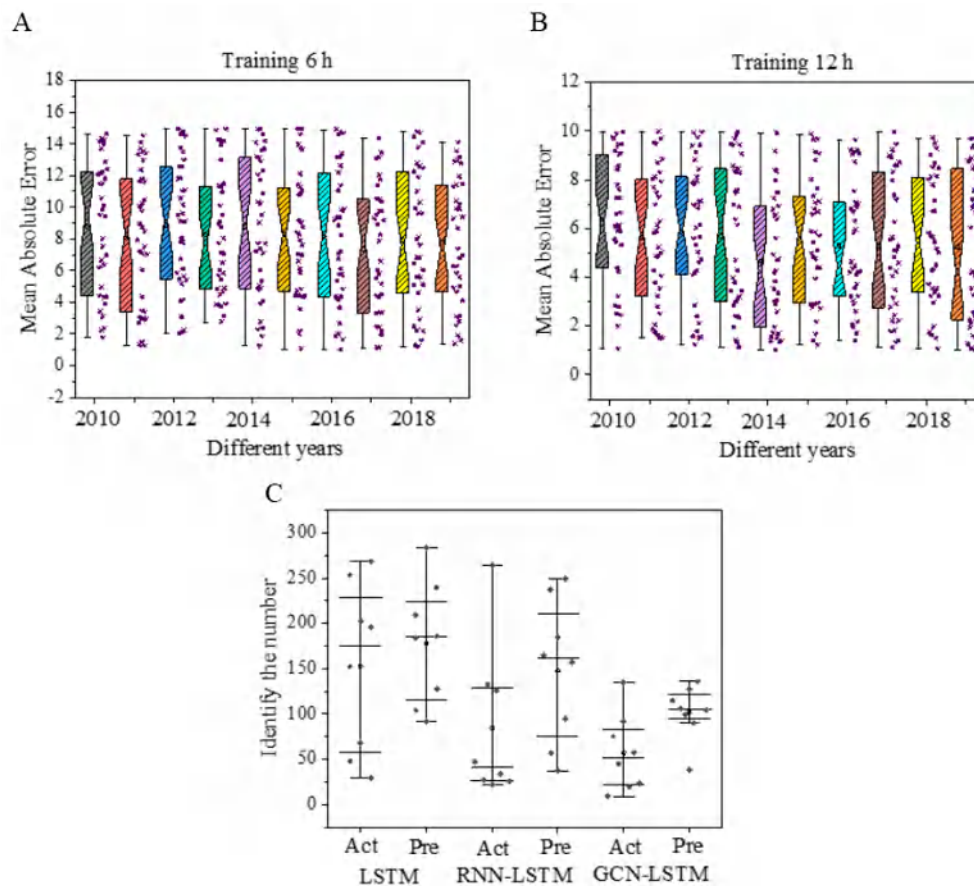 A
Training 6 h
Mean Absolute Error
18
16
14
12
10
8
6
4
2
0
-2
2010 2012 2014 2016 2018
Different years
B
Training 12 h
Mean Absolute Error
12
10
8
6
4
2
0
2010 2012 2014 2016 2018
Different years
C
Identify the number
300
250
200
150
100
50
0
Act Pre Act Pre Act Pre
LSTM RNN-LSTM GCN-LSTM